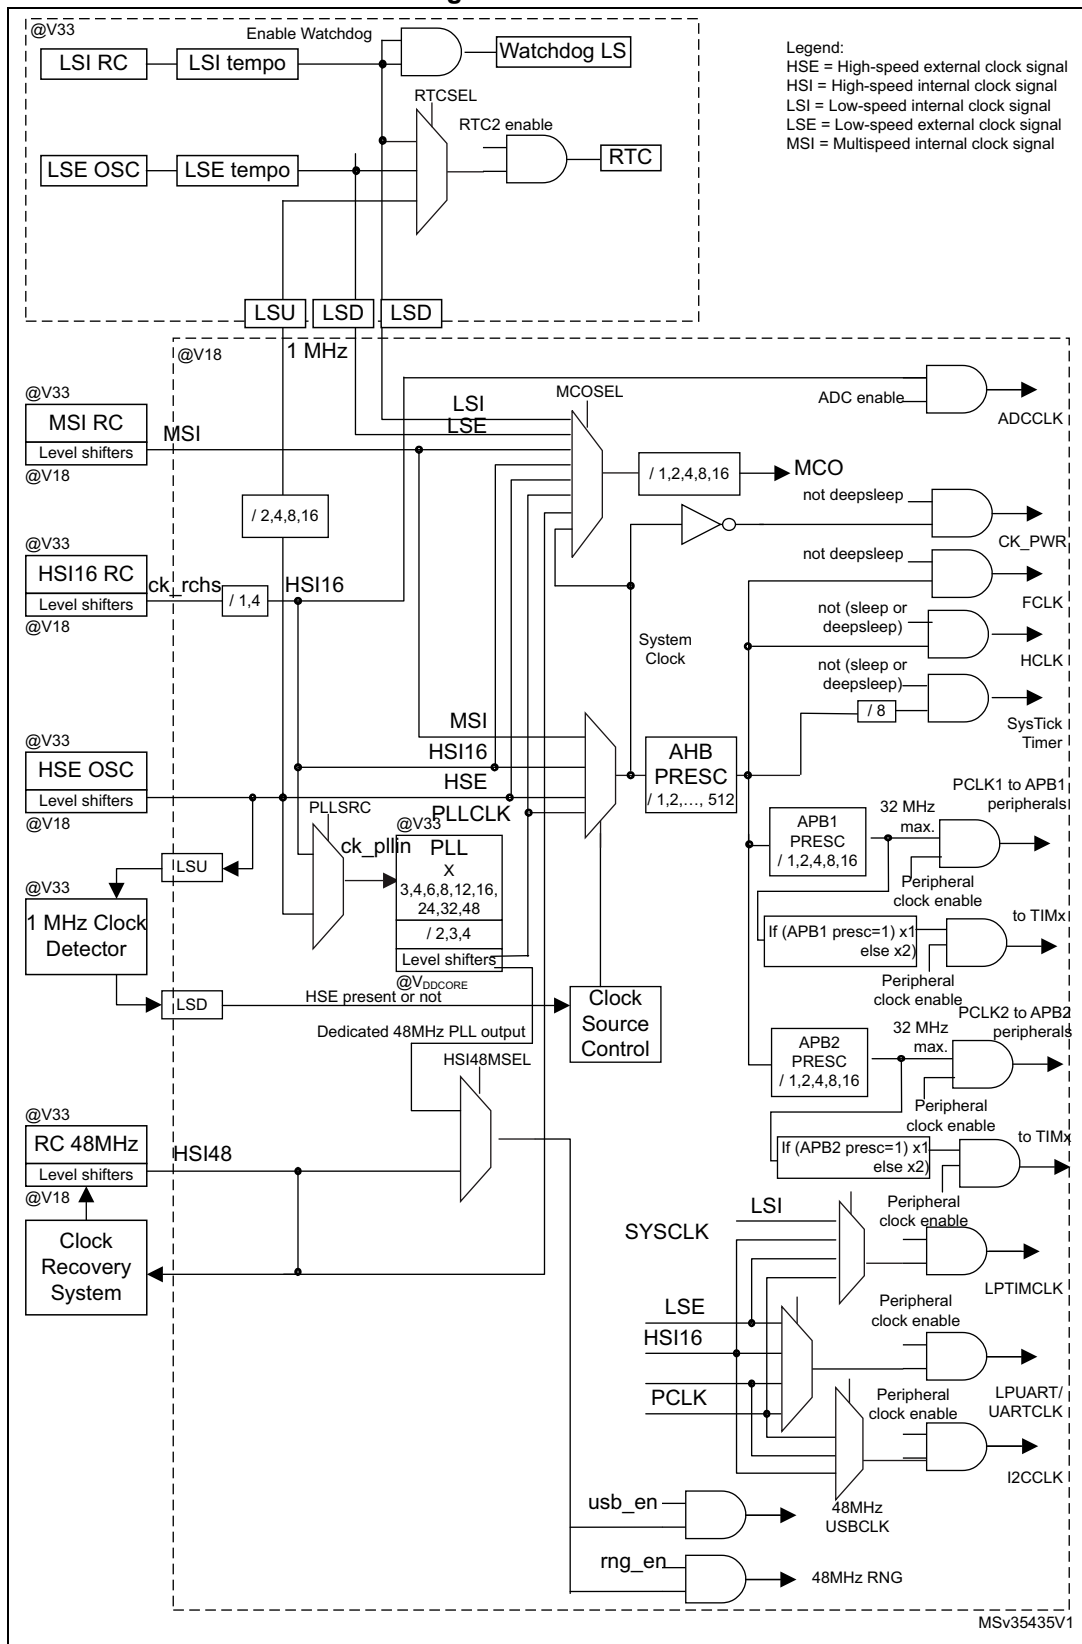 @V33
Enable Watchdog
LSI RC
LSI tempo
Watchdog LS
Legend:
HSE = High-speed external clock signal
HSI = High-speed internal clock signal
LSI = Low-speed internal clock signal
LSE = Low-speed external clock signal
MSI = Multispeed internal clock signal
RTCSEL
RTC2 enable
LSE OSC
LSE tempo
RTC
LSU
LSD
LSD
1 MHz
@V18
@V33
MSI RC
Level shifters
@V18
MSI
LSI
LSE
MCOSEL
ADC enable
ADCCLK
/ 1,2,4,8,16
MCO
/ 2,4,8,16
not deepsleep
CK_PWR
@V33
HSI16 RC
Level shifters
@V18
ck_rchs
/ 1,4
HSI16
not deepsleep
FCLK
System
Clock
not (sleep or
deepsleep)
HCLK
not (sleep or
deepsleep)
/ 8
SysTick
Timer
@V33
HSE OSC
Level shifters
@V18
MSI
HSI16
HSE
PLLCLK
AHB
PRESC
/ 1,2,..., 512
PLLSRC
ck_pllin
@V33
PLL
X
3,4,6,8,12,16,
24,32,48
/ 2,3,4
Level shifters
@VDDCORE
PCLK1 to APB1
peripherals
32 MHz
max.
APB1
PRESC
/ 1,2,4,8,16
Peripheral
clock enable
LSU
@V33
1 MHz Clock
Detector
to TIMx
If (APB1 presc=1) x1
else x2)
Peripheral
clock enable
LSD
HSE present or not
Clock
Source
Control
Dedicated 48MHz PLL output
PCLK2 to APB2
peripherals
32 MHz
max.
APB2
PRESC
/ 1,2,4,8,16
Peripheral
clock enable
HSI48MSEL
@V33
RC 48MHz
Level shifters
@V18
HSI48
to TIMx
If (APB2 presc=1) x1
else x2)
Peripheral
clock enable
Clock
Recovery
System
LSI
SYSCLK
LPTIMCLK
LSE
HSI16
PCLK
Peripheral
clock enable
LPUART/
UARTCLK
Peripheral
clock enable
I2CCLK
usb_en
48MHz
USBCLK
rng_en
48MHz RNG
MSv35435V1